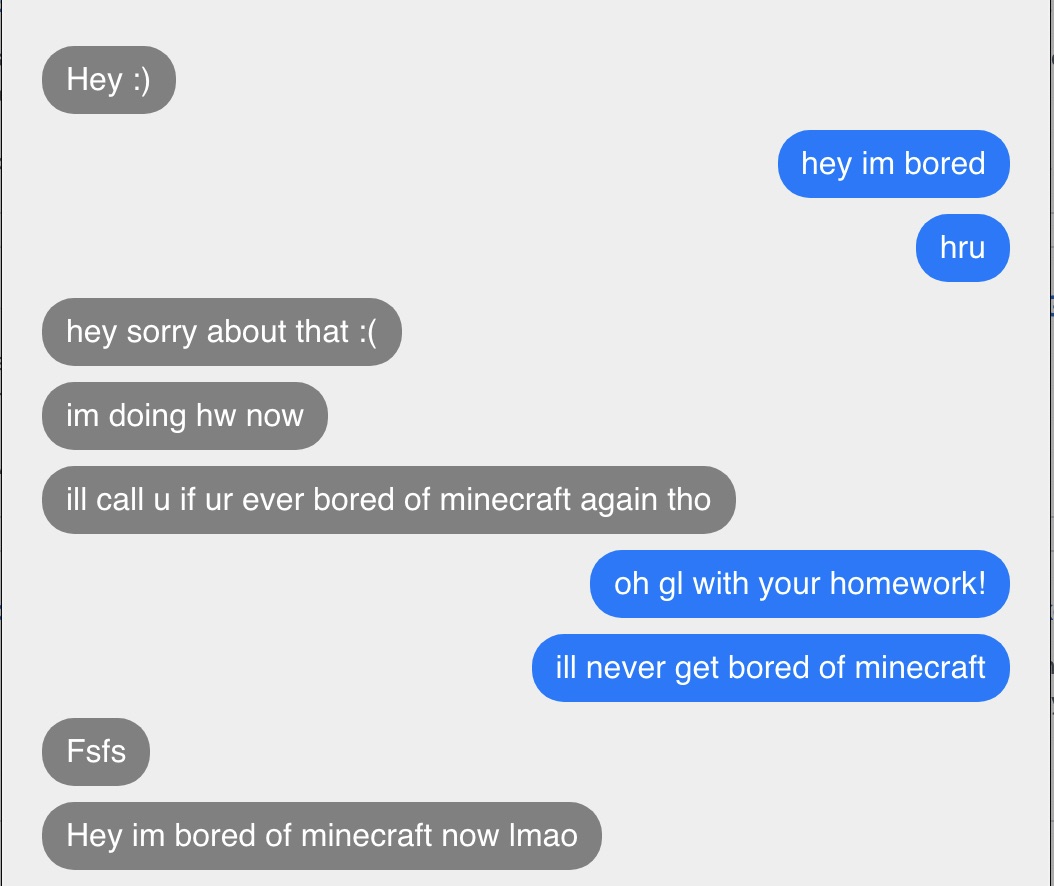 Hey :)
hey im bored
hru
hey sorry about that :(
im doing hw now
ill call u if ur ever bored of minecraft again tho
oh gl with your homework!
ill never get bored of minecraft
Fsfs
Hey im bored of minecraft now lmao